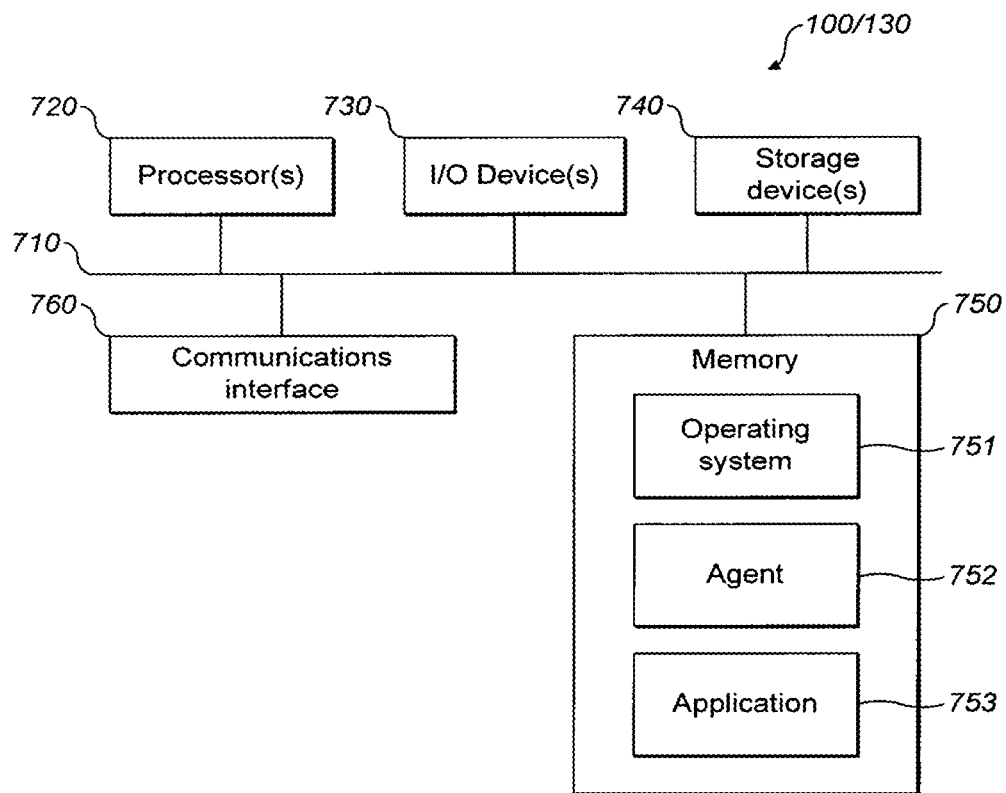 100/130
720
730
740
Processor(s)
I/O Device(s)
Storage
device(s)
710
760
750
Communications
interface
Memory
Operating
system
751
Agent
752
Application
753